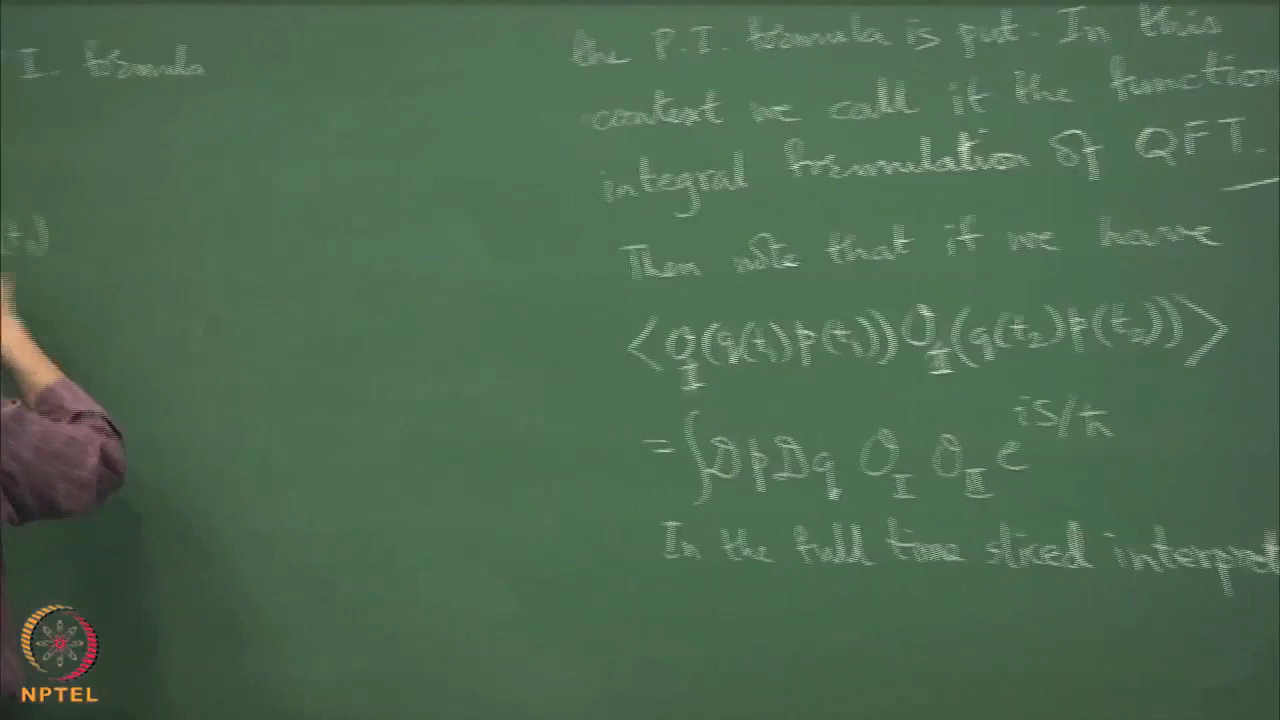 I. formula
the P.I. formula is put. In this
context we call it the function
integral formulation of QFT.
Then note that if we have
<O_I(q(t_1)p(t_1)) O_II(q(t_2)p(t_2))>
= ∫ DpDq O_I O_II e^{iS/ħ}
In the full time sliced interpret
NPTEL